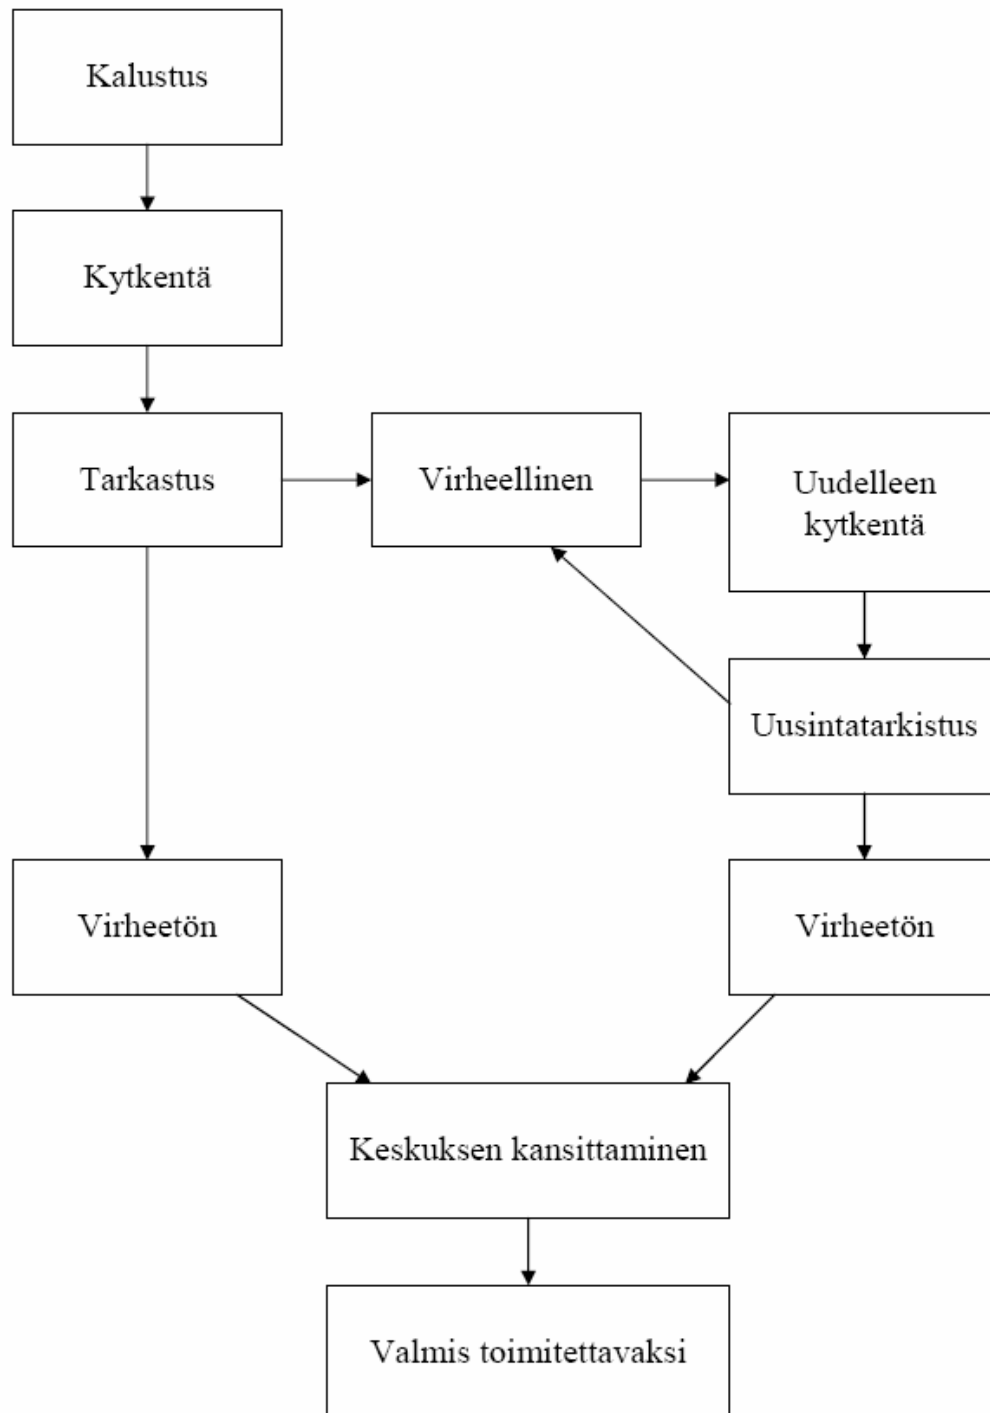 Kalustus
Kytkentä
Tarkastus
Virheellinen
Uudelleen
kytkentä
Uusintatarkistus
Virheetön
Virheetön
Keskuksen kansittaminen
Valmis toimitettavaksi